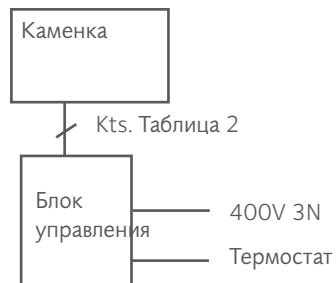 Каменка
Kts. Таблица 2
Блок
управления
400V 3N
Термостат